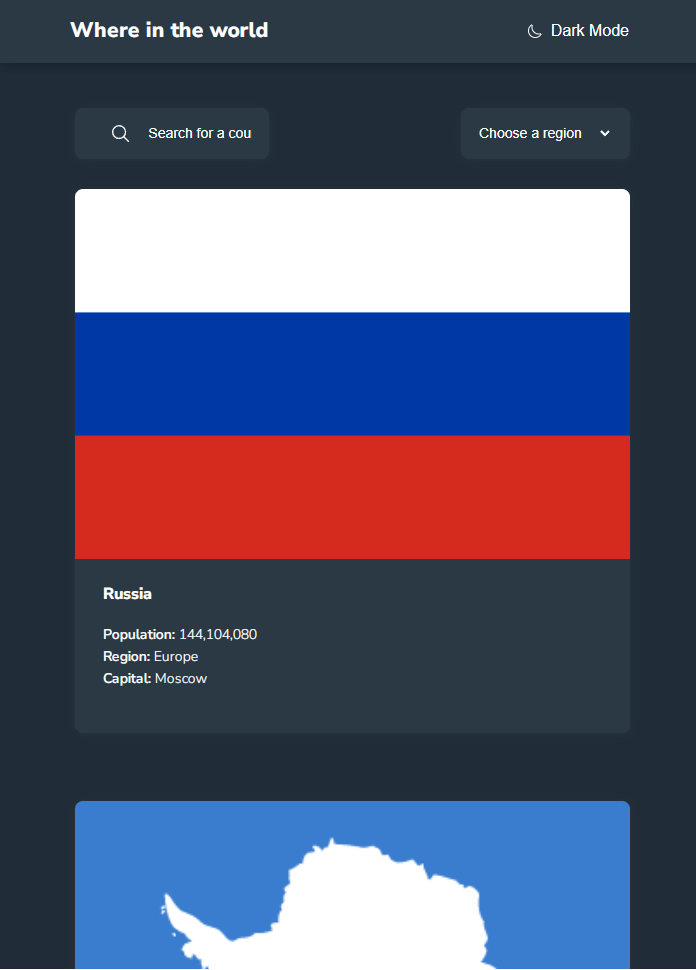 Where in the world
Dark Mode
Search for a cou
Choose a region
Russia
Population: 144,104,080
Region: Europe
Capital: Moscow